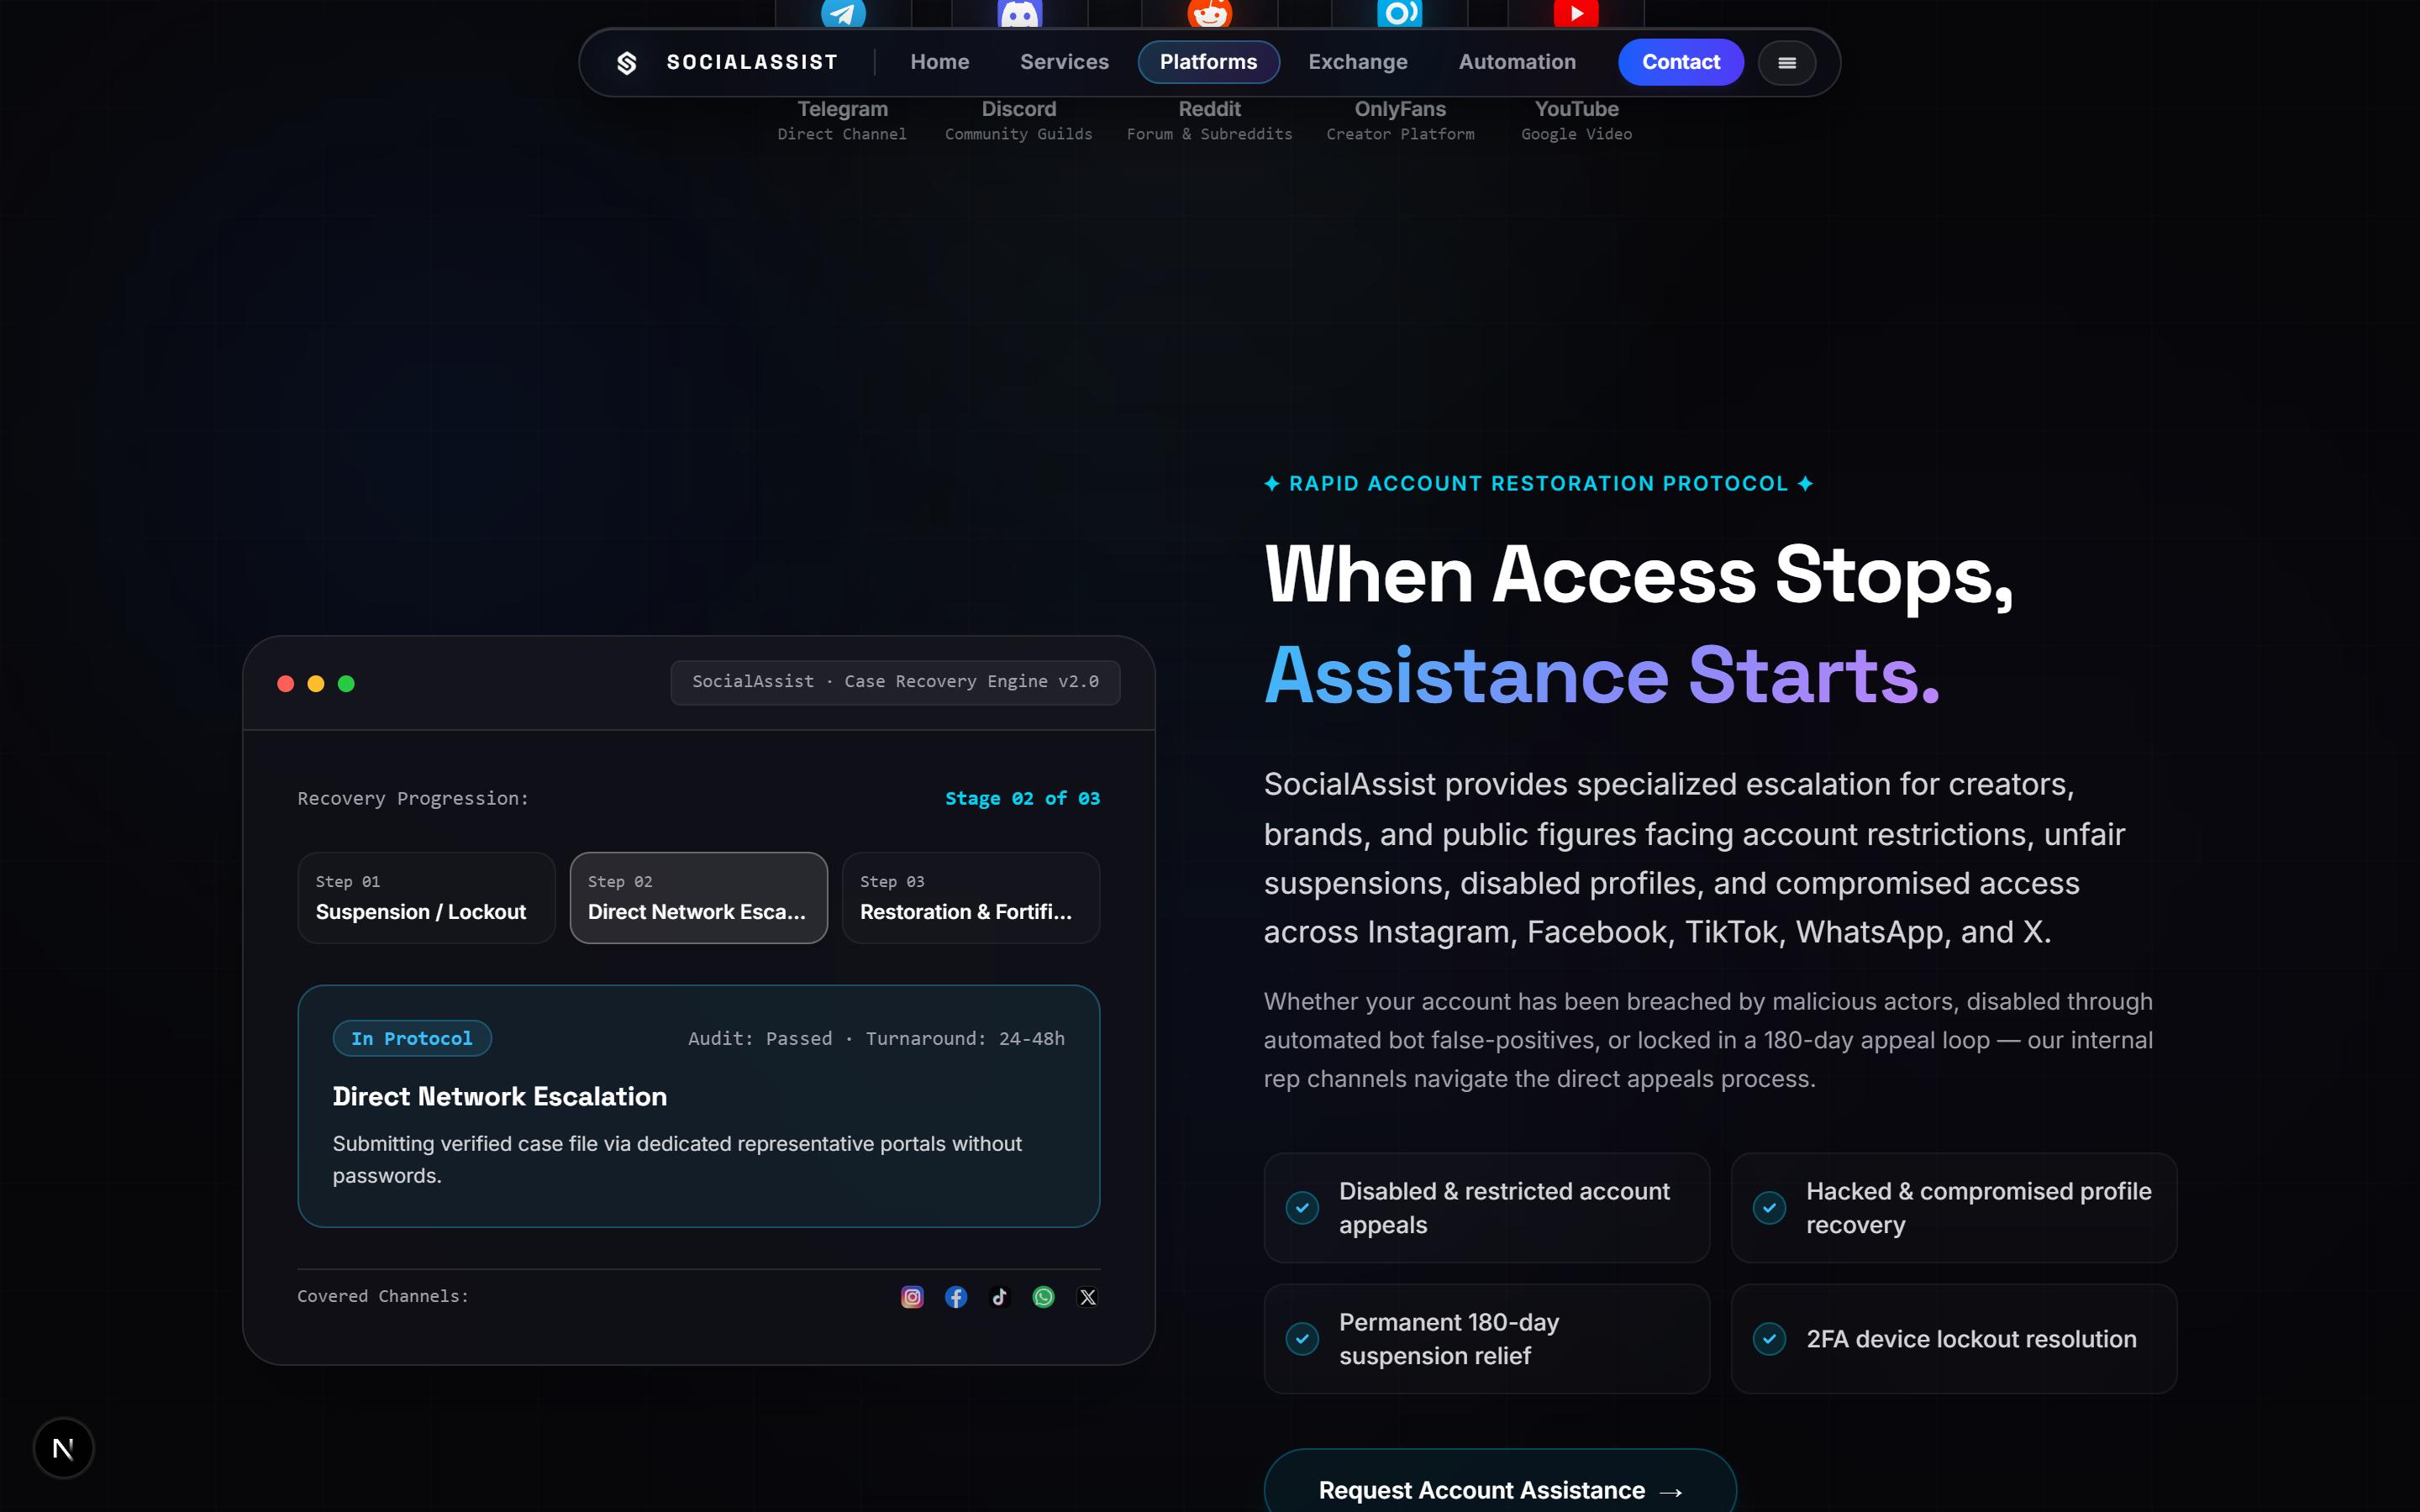 SOCIALASSIST
Home
Services
Platforms
Exchange
Automation
Contact
Telegram
Direct Channel
Discord
Community Guilds
Reddit
Forum & Subreddits
OnlyFans
Creator Platform
YouTube
Google Video
✦ RAPID ACCOUNT RESTORATION PROTOCOL ✦
When Access Stops,
Assistance Starts.
SocialAssist provides specialized escalation for creators,
brands, and public figures facing account restrictions, unfair
suspensions, disabled profiles, and compromised access
across Instagram, Facebook, TikTok, WhatsApp, and X.
Whether your account has been breached by malicious actors, disabled through
automated bot false-positives, or locked in a 180-day appeal loop — our internal
rep channels navigate the direct appeals process.
Disabled & restricted account
appeals
Hacked & compromised profile
recovery
Permanent 180-day
suspension relief
2FA device lockout resolution
Request Account Assistance →
SocialAssist · Case Recovery Engine v2.0
Recovery Progression:
Stage 02 of 03
Step 01
Suspension / Lockout
Step 02
Direct Network Esca...
Step 03
Restoration & Fortifi...
In Protocol
Audit: Passed · Turnaround: 24-48h
Direct Network Escalation
Submitting verified case file via dedicated representative portals without
passwords.
Covered Channels:
N